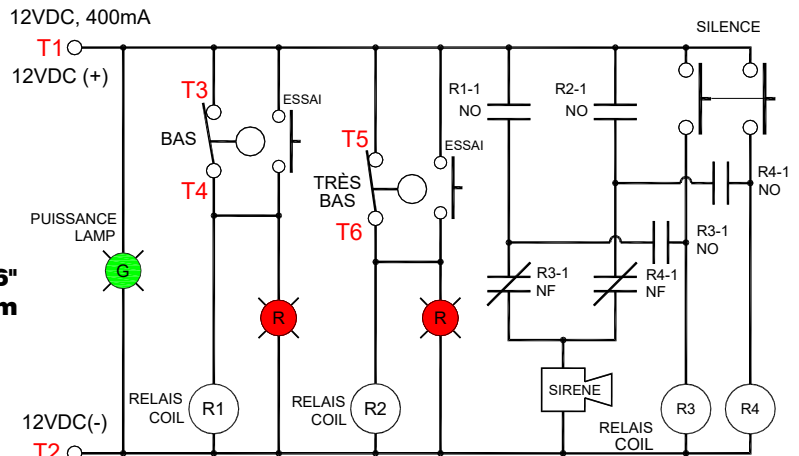 12VDC, 400mA
T1
12VDC (+)
SILENCE
T3
ESSAI
BAS
T4
R1-1
NO
R2-1
NO
T5
ESSAI
TRÈS
BAS
T6
R4-1
NO
R3-1
NO
PUISSANCE
LAMP
G
6"
m
R3-1
NF
R4-1
NF
R
R
SIRENE
RELAIS
COIL
R1
RELAIS
COIL
R2
R3
R4
RELAIS
COIL
12VDC(-)
T2